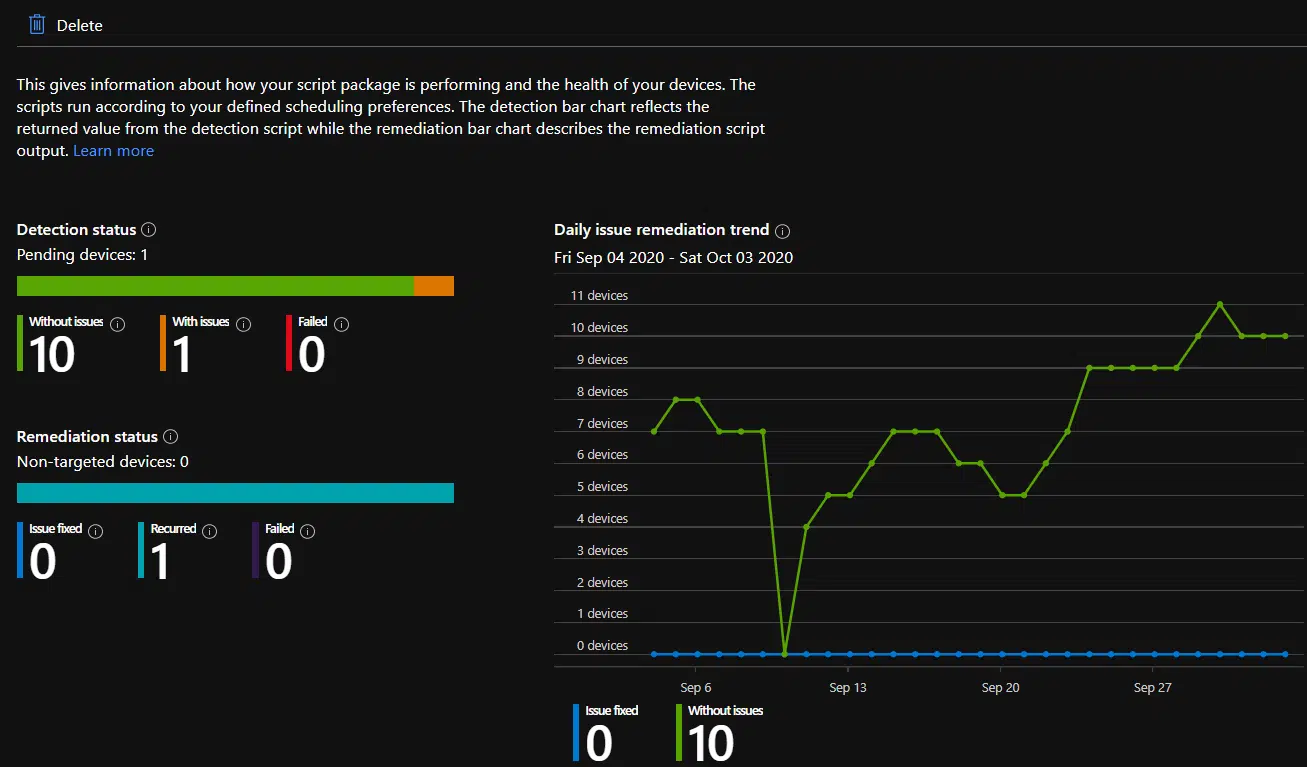 Delete
This gives information about how your script package is performing and the health of your devices. The
scripts run according to your defined scheduling preferences. The detection bar chart reflects the
returned value from the detection script while the remediation bar chart describes the remediation script
output. Learn more
Detection status
Pending devices: 1
Without issues
10
With issues
1
Failed
0
Remediation status
Non-targeted devices: 0
Issue fixed
0
Recurred
1
Failed
0
Daily issue remediation trend
Fri Sep 04 2020 - Sat Oct 03 2020
11 devices
10 devices
9 devices
8 devices
7 devices
6 devices
5 devices
4 devices
3 devices
2 devices
1 devices
0 devices
Sep 6
Sep 13
Sep 20
Sep 27
Issue fixed
0
Without issues
10